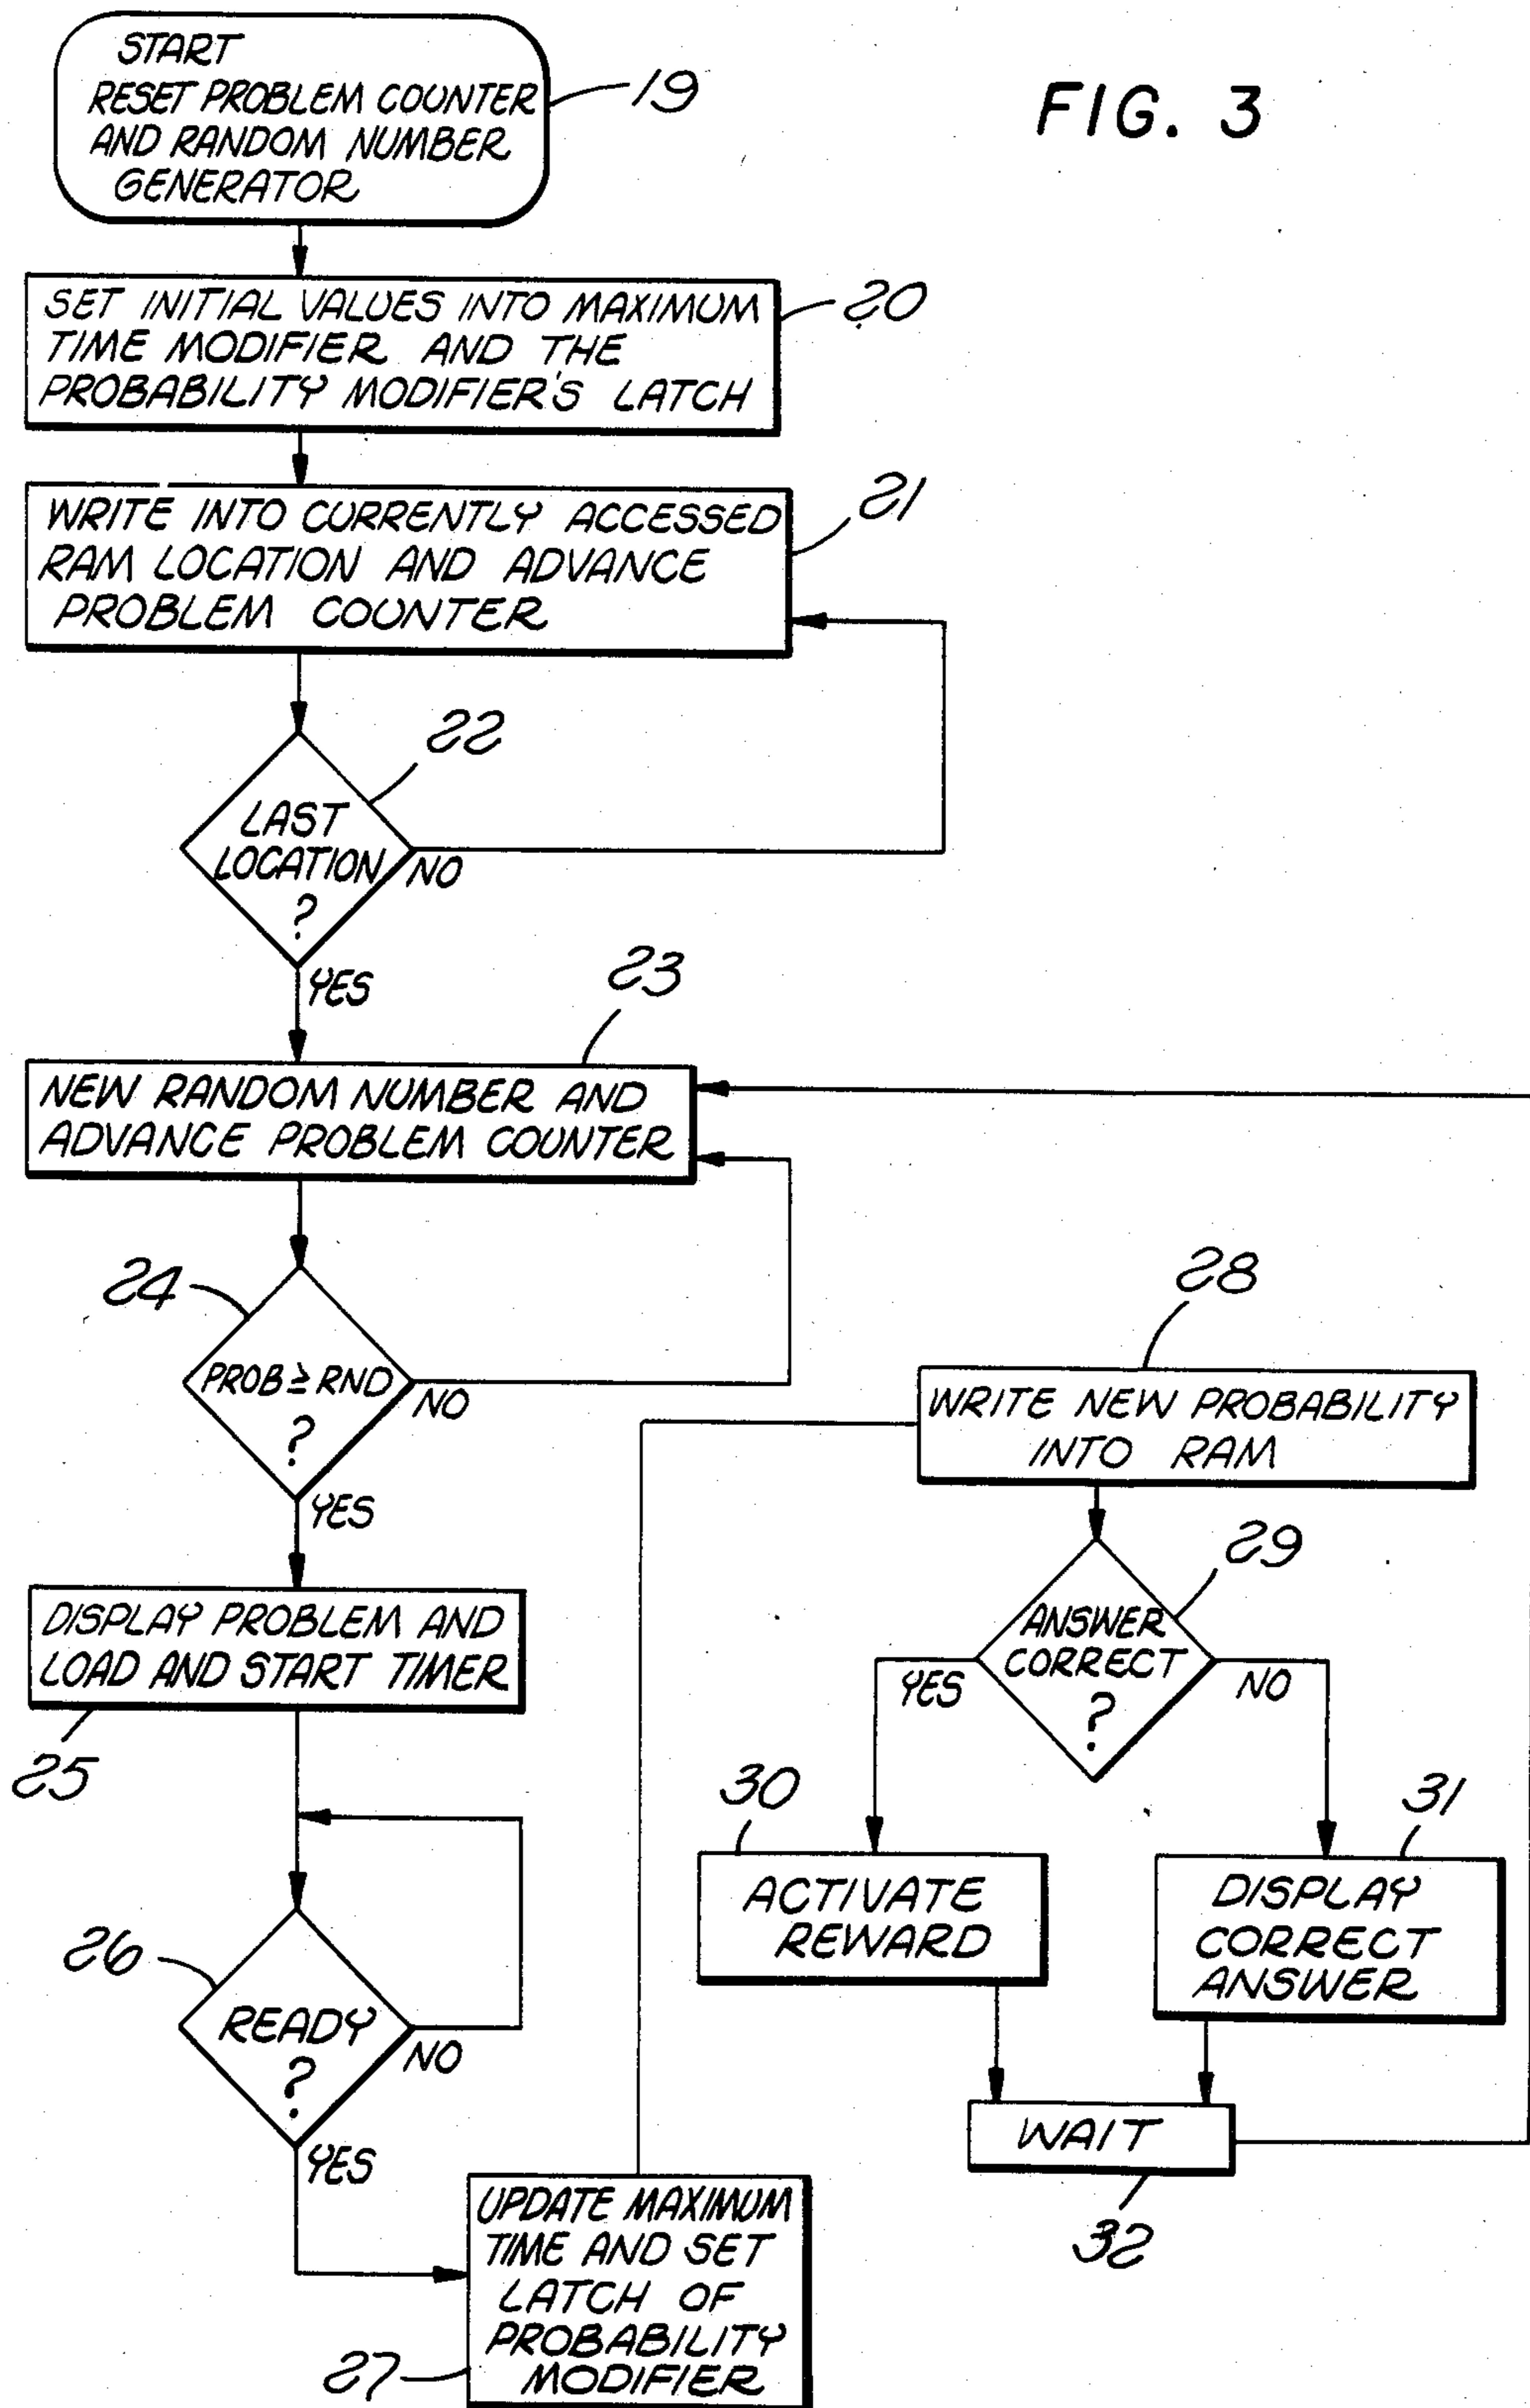 FIG. 3
START
RESET PROBLEM COUNTER
AND RANDOM NUMBER
GENERATOR
19
SET INITIAL VALUES INTO MAXIMUM
TIME MODIFIER AND THE
PROBABILITY MODIFIER'S LATCH
20
WRITE INTO CURRENTLY ACCESSED
RAM LOCATION AND ADVANCE
PROBLEM COUNTER
21
22
LAST
LOCATION
?
NO
YES
23
NEW RANDOM NUMBER AND
ADVANCE PROBLEM COUNTER
24
PROB ≧ RND
?
NO
YES
DISPLAY PROBLEM AND
LOAD AND START TIMER
25
26
READY
?
NO
YES
UPDATE MAXIMUM
TIME AND SET
LATCH OF
PROBABILITY
MODIFIER
27
28
WRITE NEW PROBABILITY
INTO RAM
29
ANSWER
CORRECT
?
YES
NO
30
ACTIVATE
REWARD
31
DISPLAY
CORRECT
ANSWER
WAIT
32